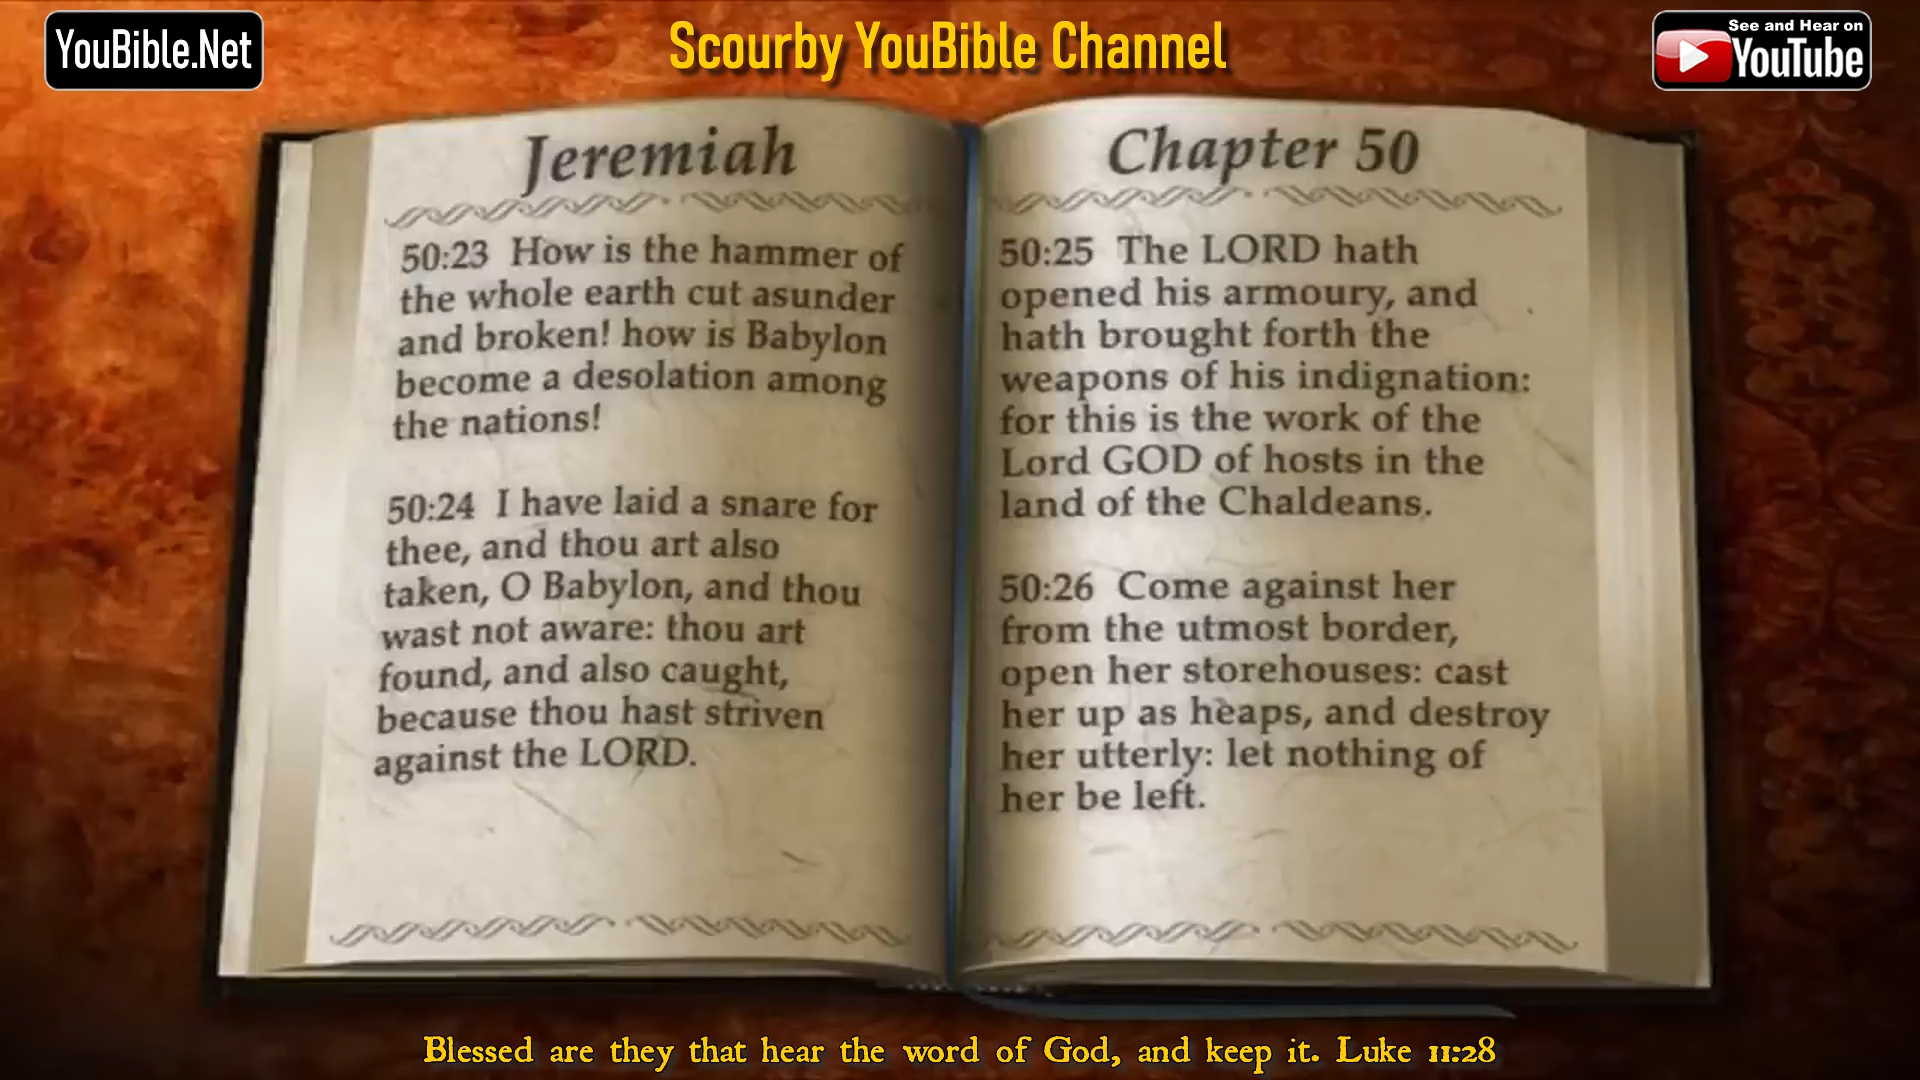 YouBible.Net
Scourby YouBible Channel
See and Hear on
YouTube
Jeremiah
50:23 How is the hammer of
the whole earth cut asunder
and broken! how is Babylon
become a desolation among
the nations!
50:24 I have laid a snare for
thee, and thou art also
taken, O Babylon, and thou
wast not aware: thou art
found, and also caught,
because thou hast striven
against the LORD.
Chapter 50
50:25 The LORD hath
opened his armoury, and
hath brought forth the
weapons of his indignation:
for this is the work of the
Lord GOD of hosts in the
land of the Chaldeans.
50:26 Come against her
from the utmost border,
open her storehouses: cast
her up as heaps, and destroy
her utterly: let nothing of
her be left.
Blessed are they that hear the word of God, and keep it. Luke 11:28